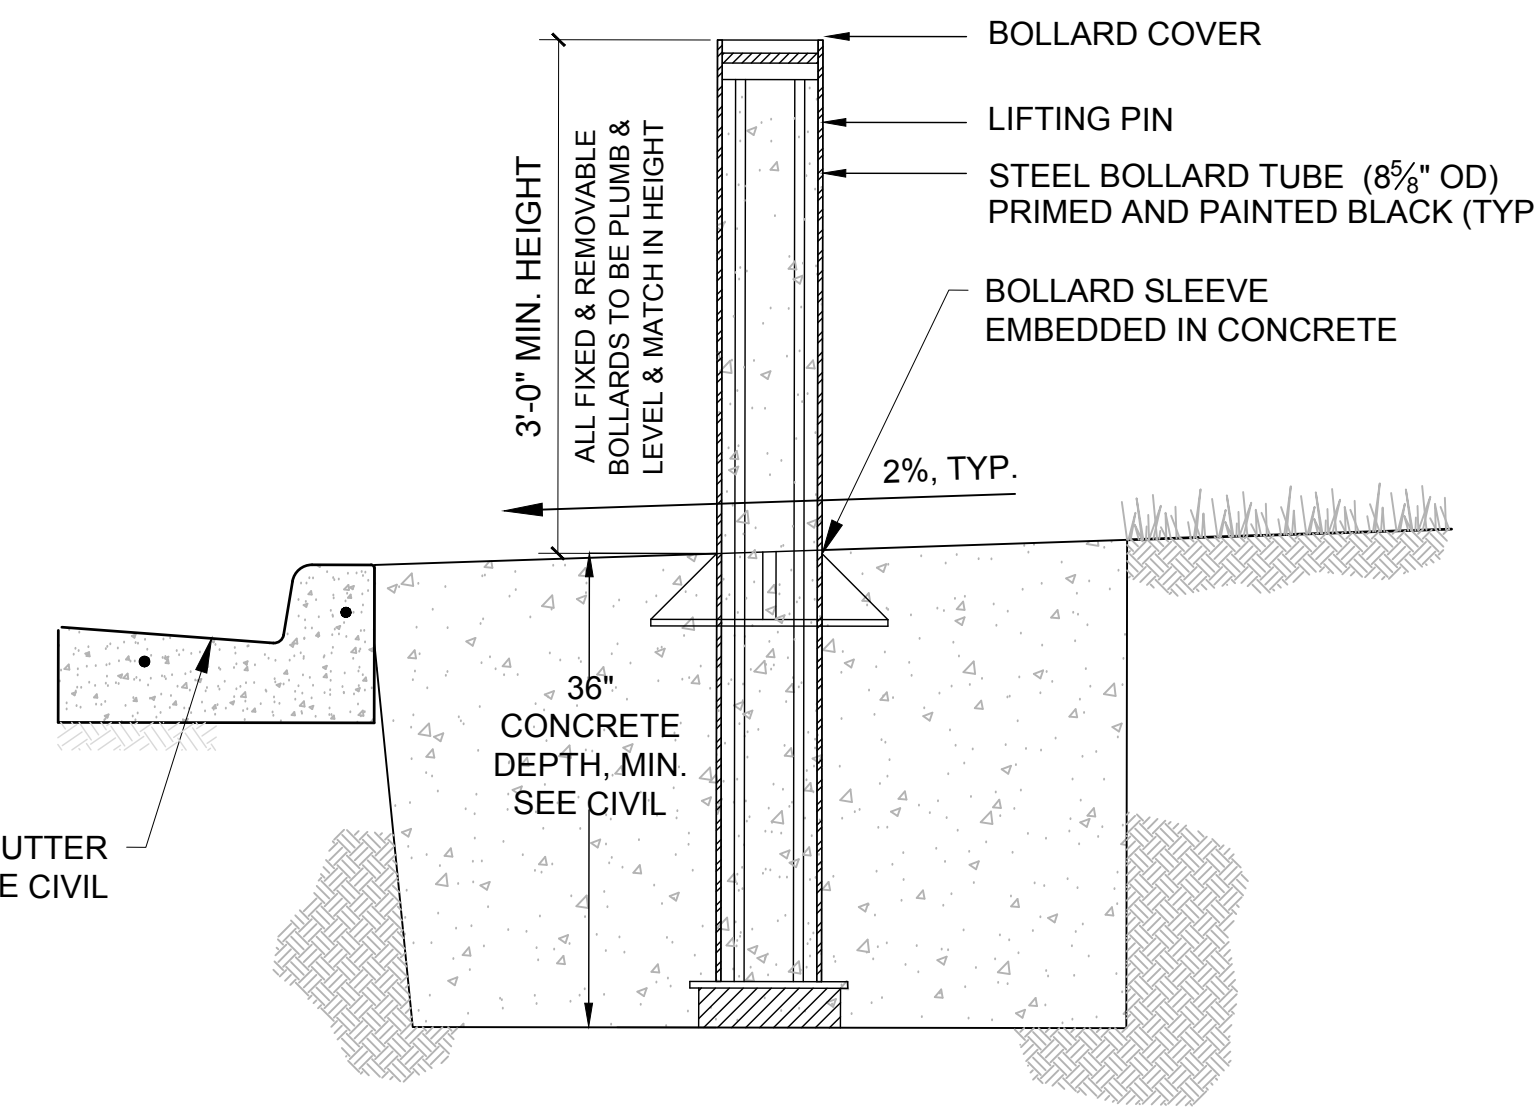 BOLLARD COVER
LIFTING PIN
STEEL BOLLARD TUBE (8⅝" OD)
PRIMED AND PAINTED BLACK (TYP
BOLLARD SLEEVE
EMBEDDED IN CONCRETE
3'-0" MIN. HEIGHT
ALL FIXED & REMOVABLE
BOLLARDS TO BE PLUMB &
LEVEL & MATCH IN HEIGHT
2%, TYP.
36"
CONCRETE
DEPTH, MIN.
SEE CIVIL
UTTER
E CIVIL